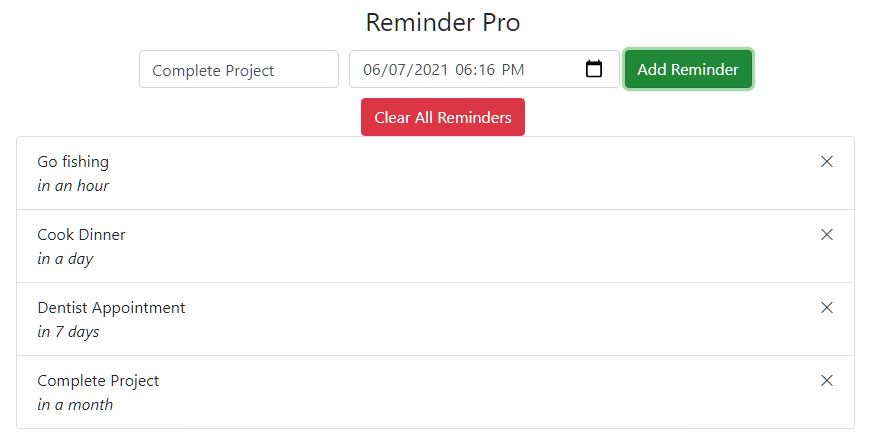 Reminder Pro
Complete Project 06/07/2021 06:16 PM Add Reminder
Clear All Reminders
Go fishing
in an hour
Cook Dinner
in a day
Dentist Appointment
in 7 days
Complete Project
in a month